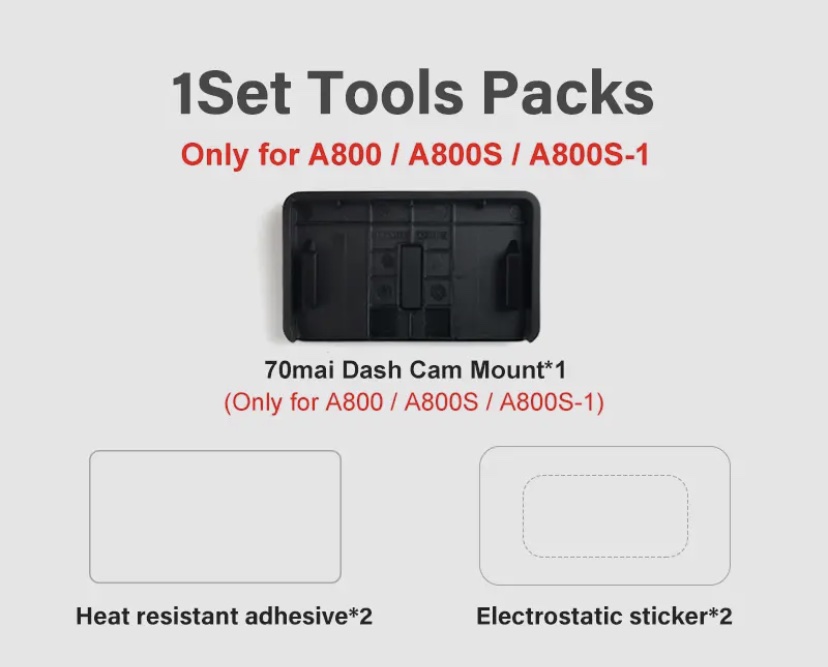 1Set Tools Packs
Only for A800 / A800S / A800S-1
70mai Dash Cam Mount*1
(Only for A800 / A800S / A800S-1)
Heat resistant adhesive*2
Electrostatic sticker*2